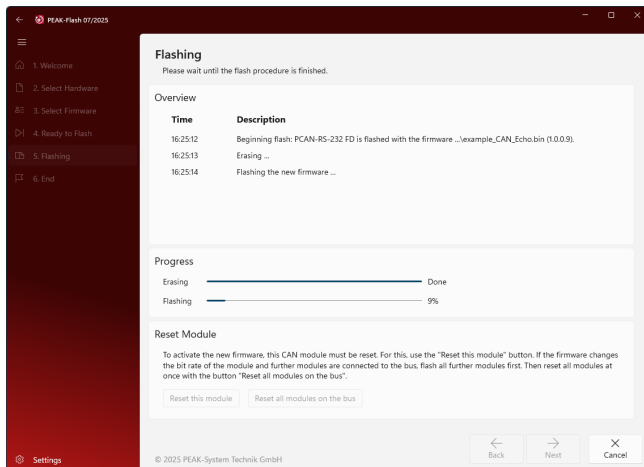 PEAK-Flash 07/2025
1. Welcome
2. Select Hardware
3. Select Firmware
4. Ready to Flash
5. Flashing
6. End
Settings
Flashing
Please wait until the flash procedure is finished.
Overview
Time Description
16:25:12 Beginning flash: PCAN-RS-232 FD is flashed with the firmware ...\example_CAN_Echo.bin (1.0.0.9).
16:25:13 Erasing ...
16:25:14 Flashing the new firmware ...
Progress
Erasing Done
Flashing 9%
Reset Module
To activate the new firmware, this CAN module must be reset. For this, use the "Reset this module" button. If the firmware changes
the bit rate of the module and further modules are connected to the bus, flash all further modules first. Then reset all modules at
once with the button "Reset all modules on the bus".
Reset this module Reset all modules on the bus
© 2025 PEAK-System Technik GmbH
Back Next Cancel